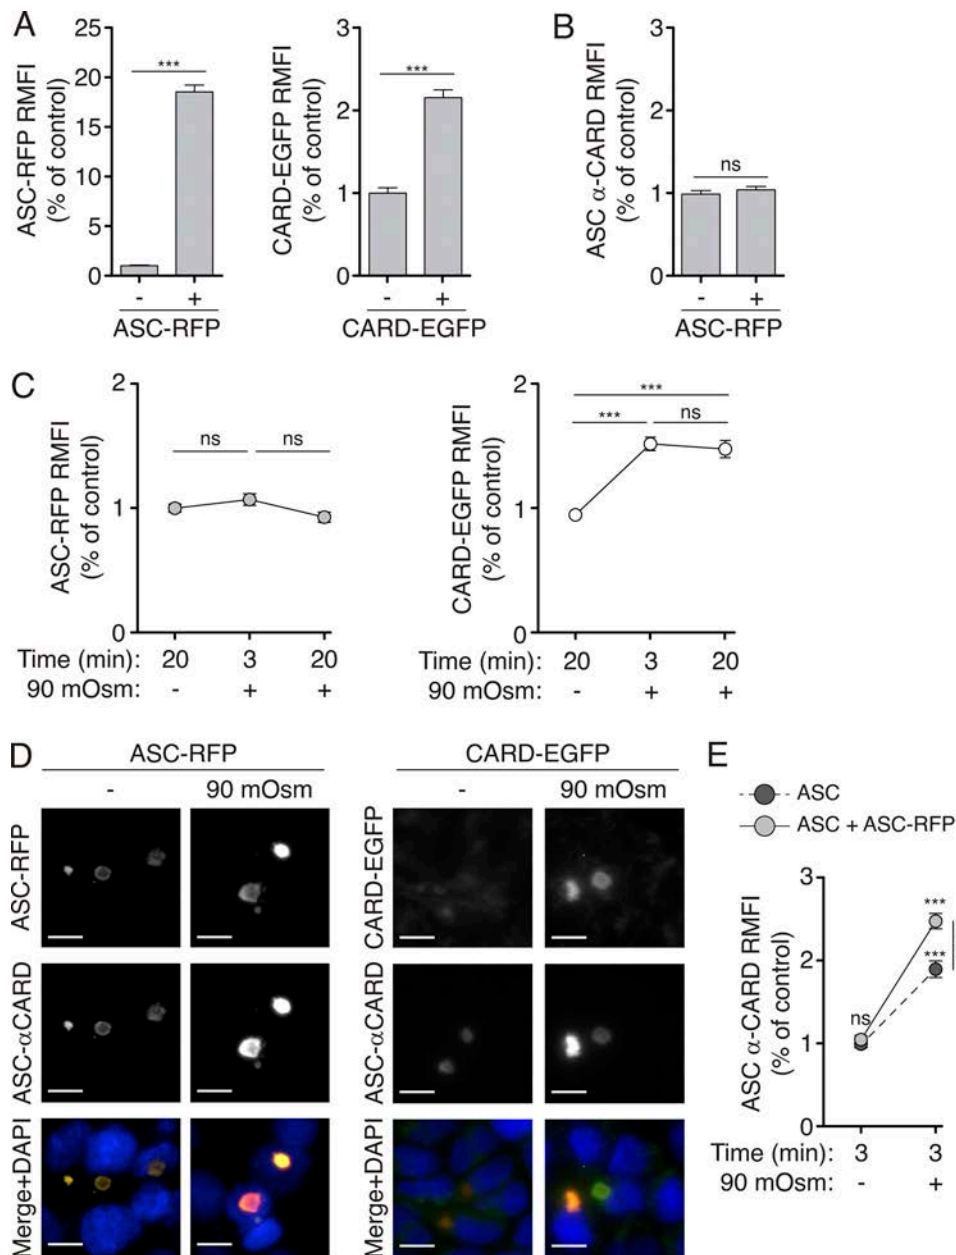 A
ASC-RFP RMFI
(% of control)
25
20
15
10
5
0
***
- +
ASC-RFP
CARD-EGFP RMFI
(% of control)
3
2
1
0
***
- +
CARD-EGFP
B
ASC α-CARD RMFI
(% of control)
3
2
1
0
ns
- +
ASC-RFP
C
ASC-RFP RMFI
(% of control)
2
1
0
ns ns
Time (min): 20 3 20
90 mOsm: - + +
CARD-EGFP RMFI
(% of control)
2
1
0
***
*** ns
Time (min): 20 3 20
90 mOsm: - + +
D
ASC-RFP
- 90 mOsm
ASC-RFP
ASC-αCARD
Merge+DAPI
CARD-EGFP
- 90 mOsm
CARD-EGFP
ASC-αCARD
Merge+DAPI
E
ASC
ASC + ASC-RFP
ASC α-CARD RMFI
(% of control)
3
2
1
0
***
***
ns
Time (min): 3 3
90 mOsm: - +